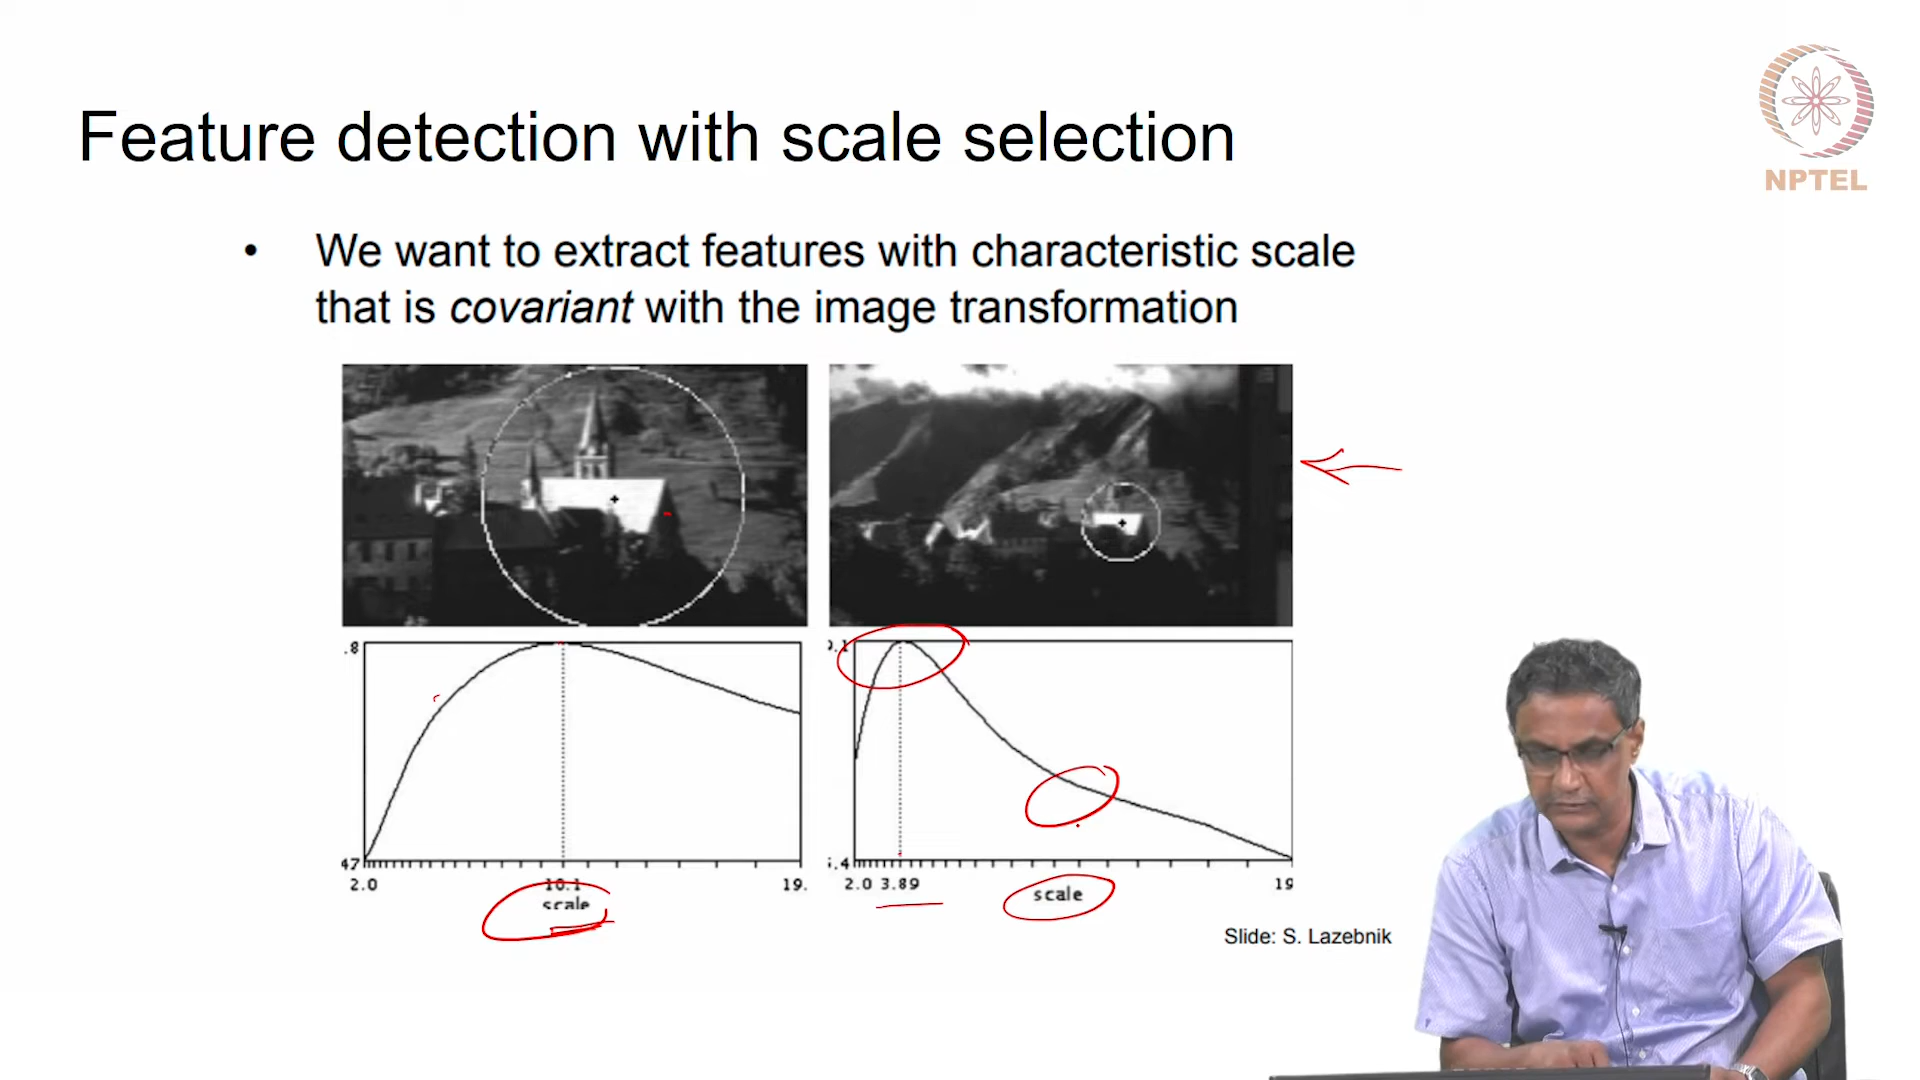 Feature detection with scale selection
NPTEL
• We want to extract features with characteristic scale
that is covariant with the image transformation
.8
47
2.0 10.1 19.
scale
.4
2.0 3.89 19
scale
Slide: S. Lazebnik